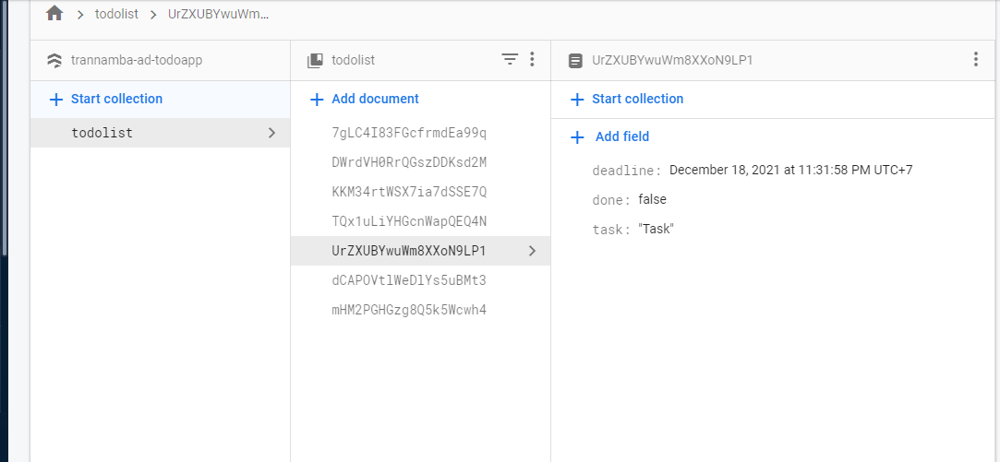 todolist
UrZXUBYwuWm...
trannamba-ad-todoapp
Start collection
todolist
todolist
Add document
7gLC4I83FGcfrmdEa99q
DWrdVH0RrQGszDDKsd2M
KKM34rtWSX7ia7dSSE7Q
TQx1uLiYHGcnWapQEQ4N
UrZXUBYwuWm8XXoN9LP1
dCAPOVtlWeDlYs5uBMt3
mHM2PGHGzg8Q5k5Wcwh4
UrZXUBYwuWm8XXoN9LP1
Start collection
Add field
deadline: December 18, 2021 at 11:31:58 PM UTC+7
done: false
task: "Task"